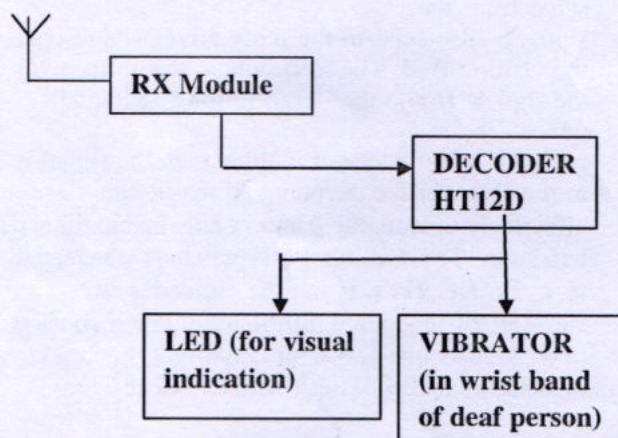 RX Module
DECODER
HT12D
LED (for visual
indication)
VIBRATOR
(in wrist band
of deaf person)